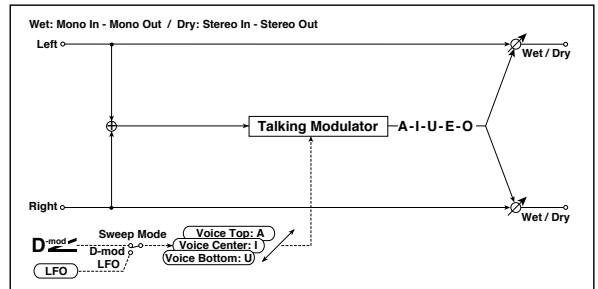 Wet: Mono In - Mono Out / Dry: Stereo In - Stereo Out
Left
Wet / Dry
Talking Modulator
A-I-U-E-O
Right
Wet / Dry
Sweep Mode
Voice Top: A
D-mod
D-mod
Voice Center: I
LFO
Voice Bottom: U
LFO